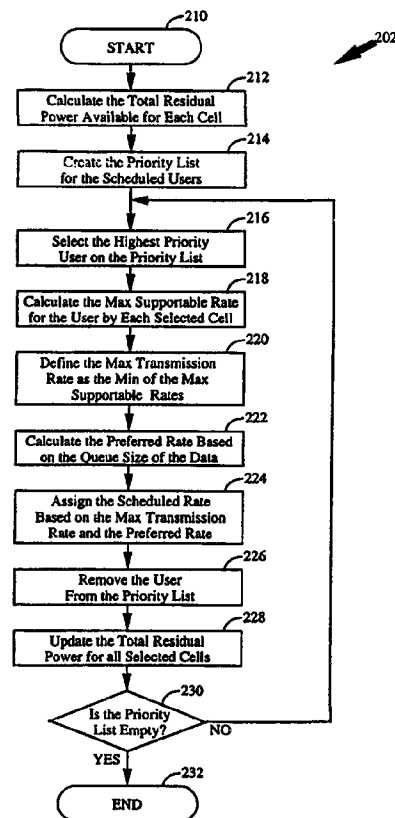 210
START
202
212
Calculate the Total Residual
Power Available for Each Cell
214
Create the Priority List
for the Scheduled Users
216
Select the Highest Priority
User on the Priority List
218
Calculate the Max Supportable Rate
for the User by Each Selected Cell
220
Define the Max Transmission
Rate as the Min of the Max
Supportable Rates
222
Calculate the Preferred Rate Based
on the Queue Size of the Data
224
Assign the Scheduled Rate
Based on the Max Transmission
Rate and the Preferred Rate
226
Remove the User
From the Priority List
228
Update the Total Residual
Power for all Selected Cells
230
Is the Priority
List Empty?
NO
YES
232
END